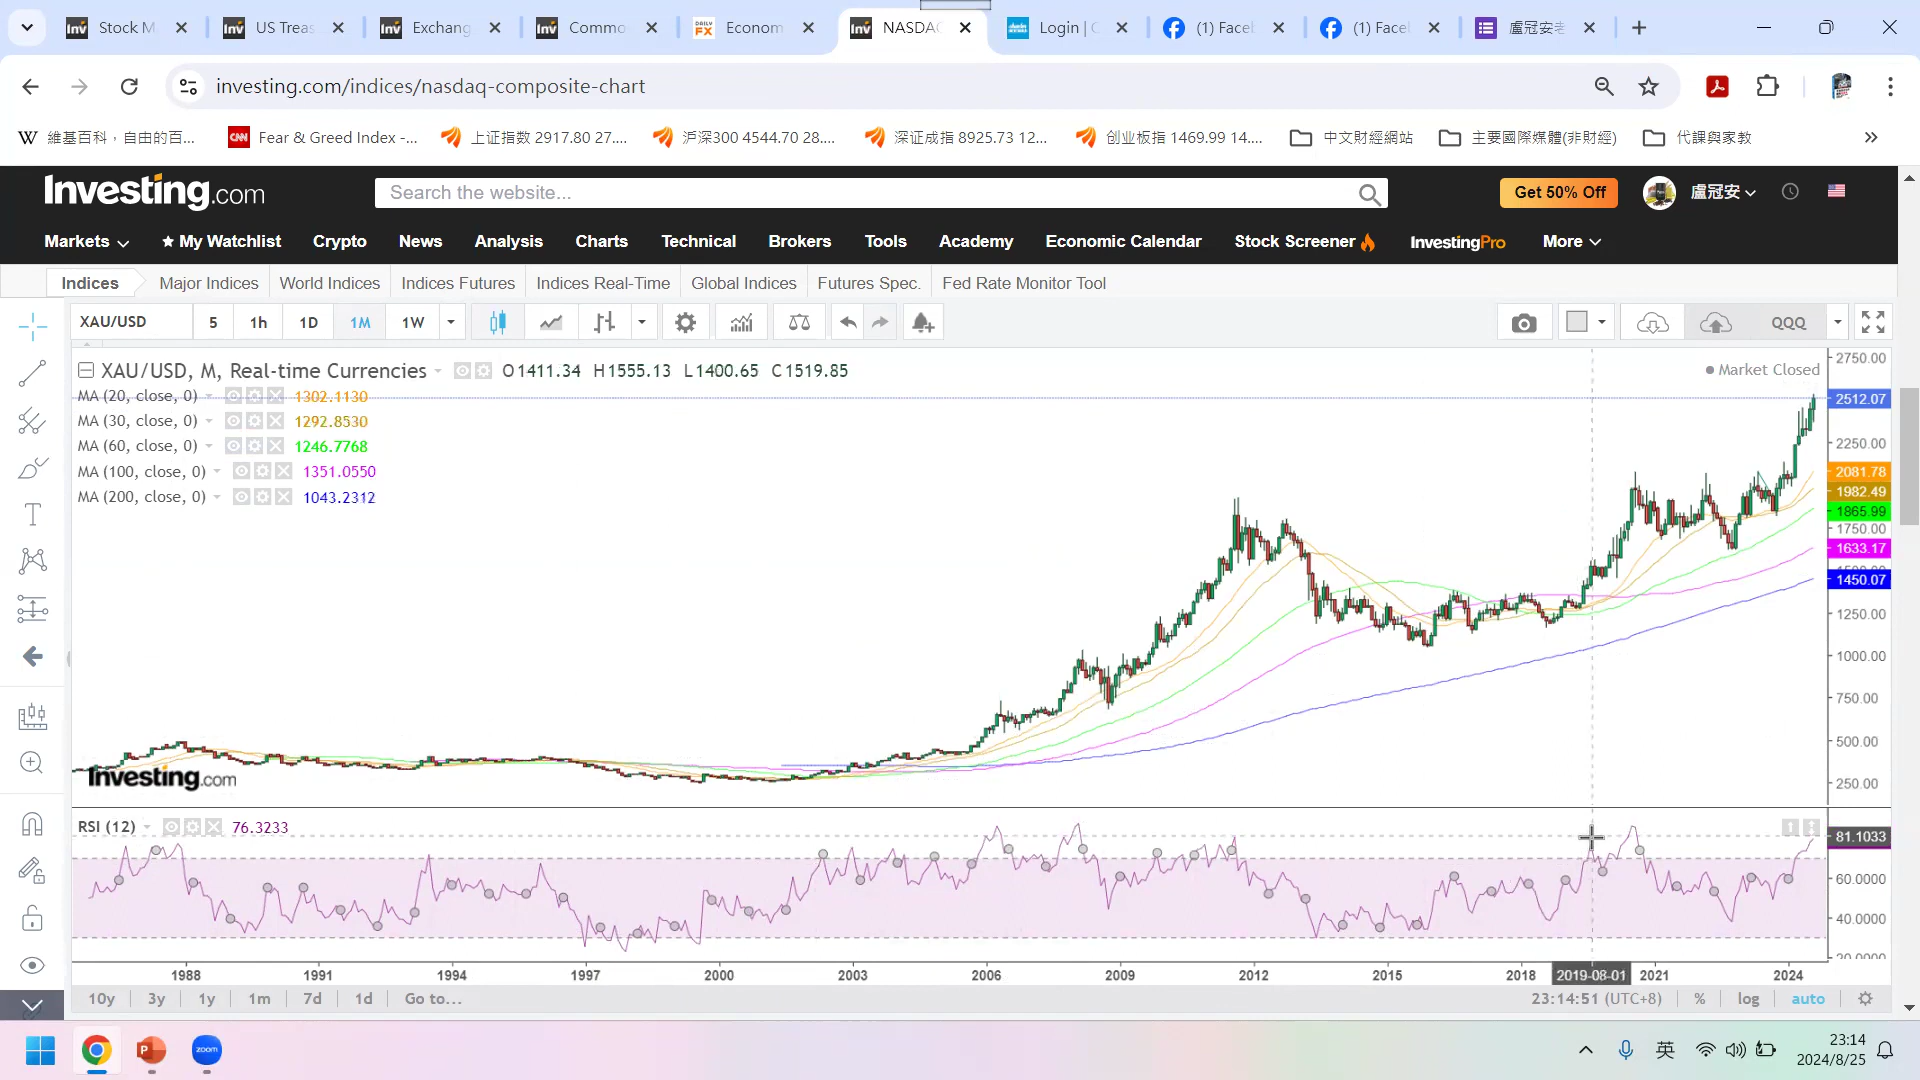 Stock M
US Treas
Exchang
Commo
Econom
NASDAQ
Login | C
(1) Faceb
(1) Facel
盧冠安老
investing.com/indices/nasdaq-composite-chart
維基百科，自由的百...
CNN Fear & Greed Index -...
上证指数 2917.80 27....
沪深300 4544.70 28....
深证成指 8925.73 12...
创业板指 1469.99 14....
中文財經網站
主要國際媒體(非財經)
代課與家教
Investing.com
Search the website...
Get 50% Off
盧冠安
Markets My Watchlist Crypto News Analysis Charts Technical Brokers Tools Academy Economic Calendar Stock Screener InvestingPro More
Indices Major Indices World Indices Indices Futures Indices Real-Time Global Indices Futures Spec. Fed Rate Monitor Tool
XAU/USD 5 1h 1D 1M 1W QQQ
XAU/USD, M, Real-time Currencies O1411.34 H1555.13 L1400.65 C1519.85
Market Closed
MA (20, close, 0) 1302.1130
MA (30, close, 0) 1292.8530
MA (60, close, 0) 1246.7768
MA (100, close, 0) 1351.0550
MA (200, close, 0) 1043.2312
2750.00
2512.07
2250.00
2081.78
1982.49
1865.99
1750.00
1633.17
1450.07
1250.00
1000.00
750.00
500.00
250.00
Investing.com
RSI (12) 76.3233
81.1033
60.0000
40.0000
20.0000
1988 1991 1994 1997 2000 2003 2006 2009 2012 2015 2018 2019-08-01 2021 2024
10y 3y 1y 1m 7d 1d Go to...
23:14:51 (UTC+8) % log auto
zoom
英
23:14
2024/8/25